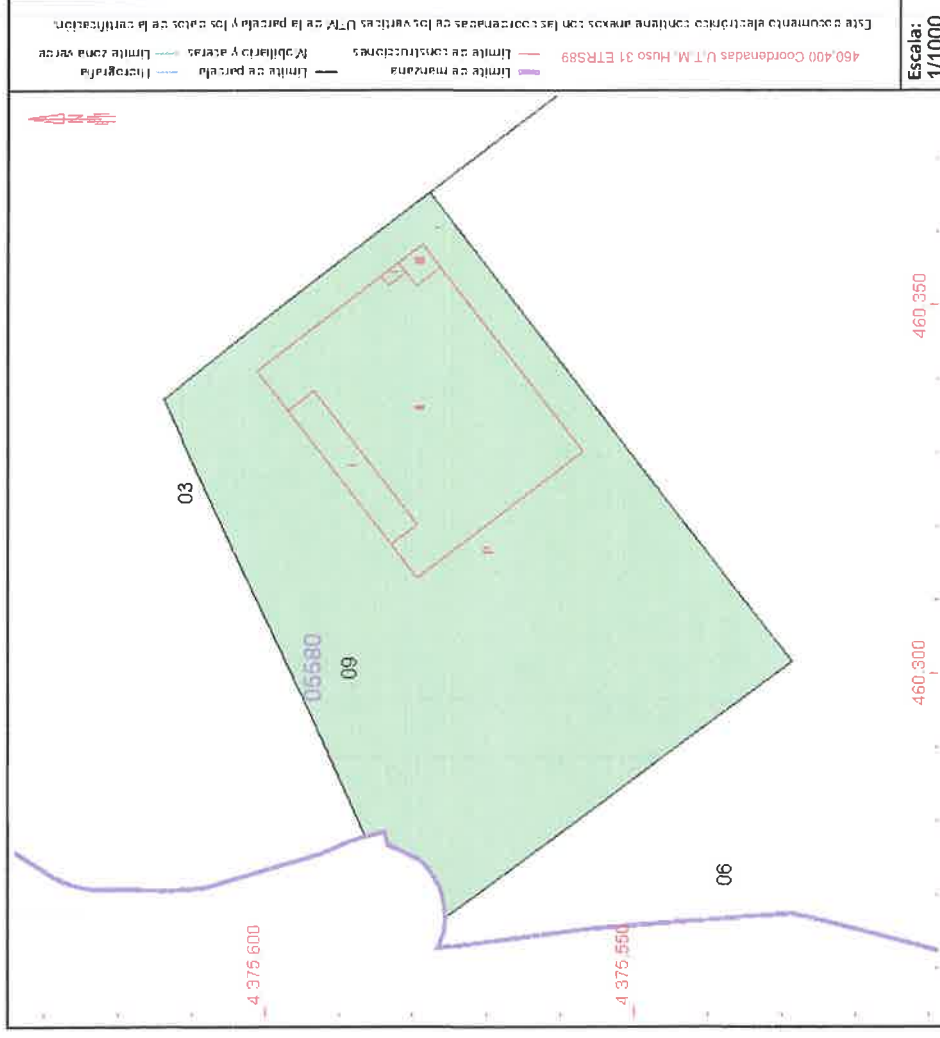 Este documento electrónico contiene anexos con las coordenadas de los vértices UTM de la parcela y los datos de la certificación.
460,400 Coordenadas U.T.M. Huso 31 ETRS89
Límite de manzana
Límite de construcciones
Límite de parcela
Mobiliario y aceras
Hidrografía
Límite zona verde
Escala:
1/1000
03
05580
09
06
I
P
4 375 600
4 375,550
460,300
460 350